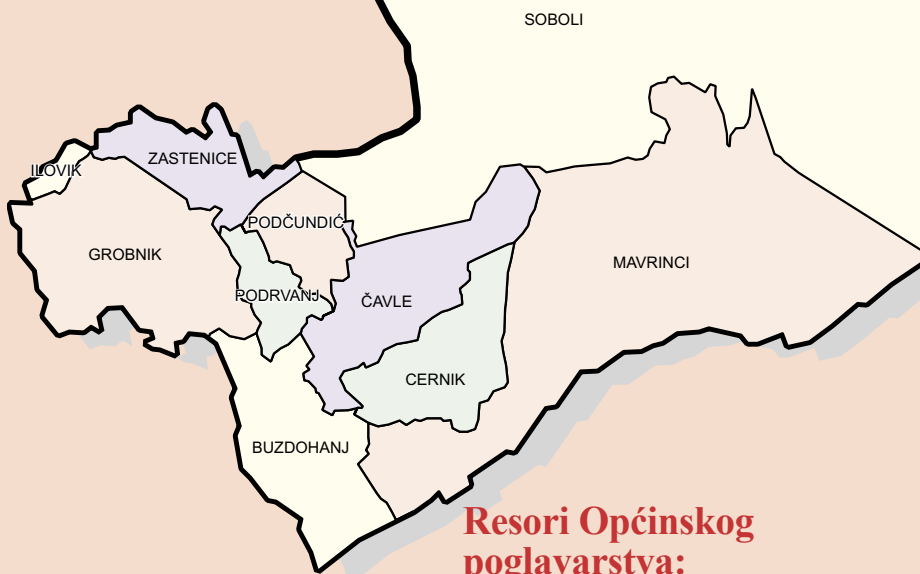 SOBOLI
ZASTENICE
ILOVIK
PODČUNDIĆ
GROBNIK
MAVRINCI
PODRVANJ
ČAVLE
CERNIK
BUZDOHANJ
Resori Općinskog
poglavarstva: